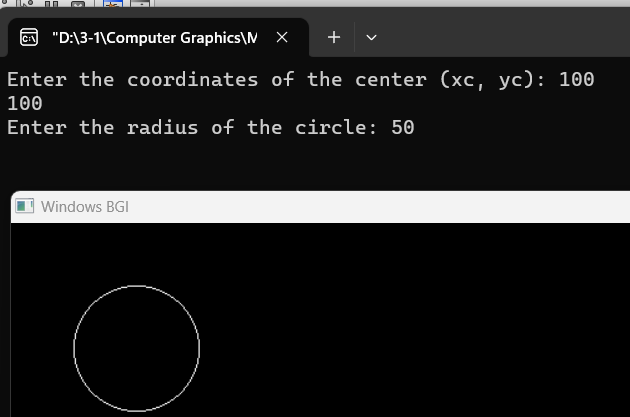 "D:\3-1\Computer Graphics\M
Enter the coordinates of the center (xc, yc): 100
100
Enter the radius of the circle: 50
Windows BGI